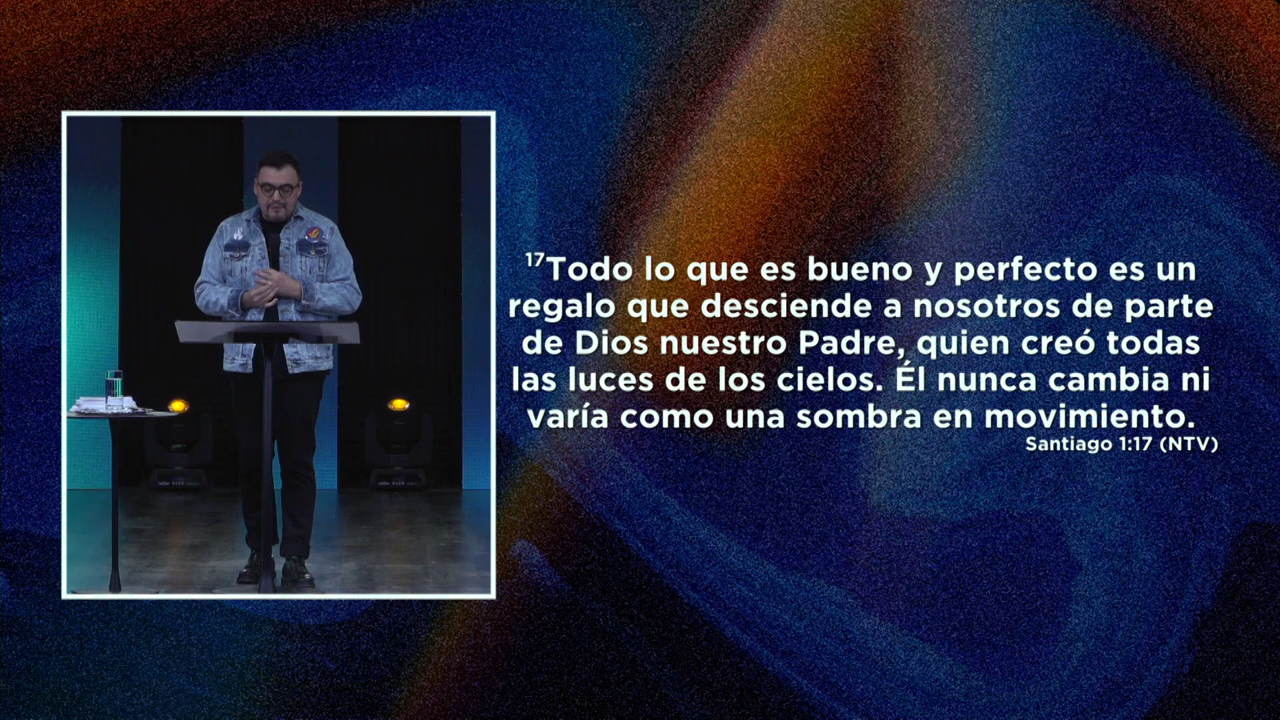 17Todo lo que es bueno y perfecto es un
regalo que desciende a nosotros de parte
de Dios nuestro Padre, quien creó todas
las luces de los cielos. Él nunca cambia ni
varía como una sombra en movimiento.
Santiago 1:17 (NTV)